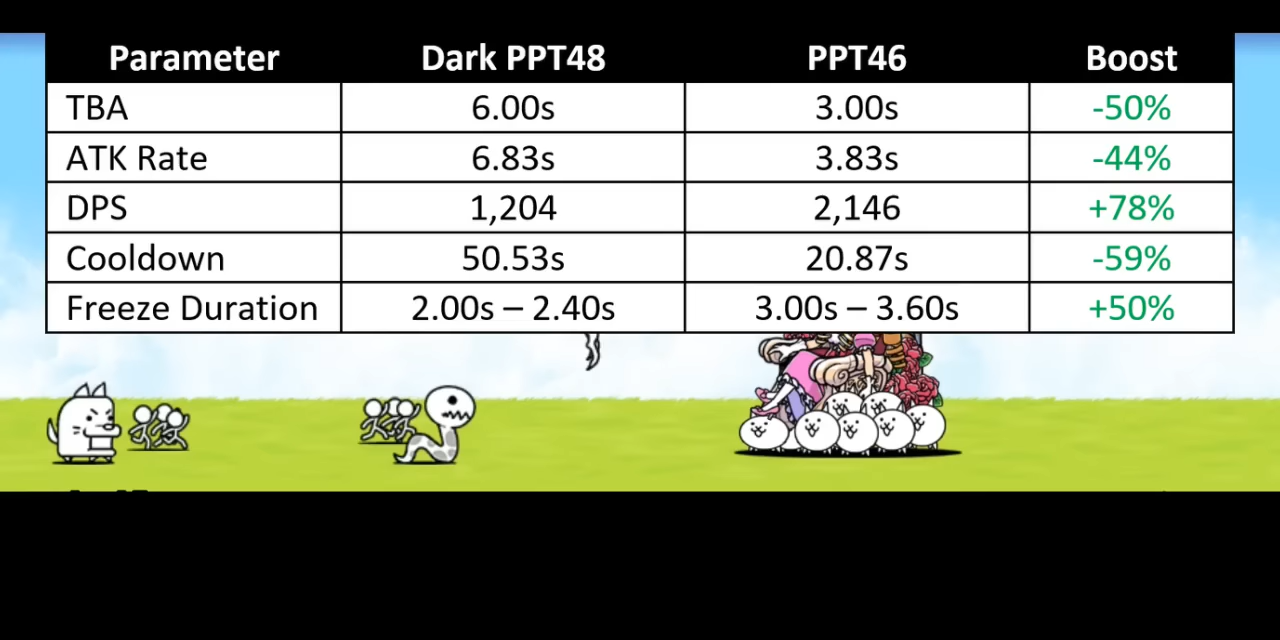 Parameter Dark PPT48 PPT46 Boost
TBA 6.00s 3.00s -50%
ATK Rate 6.83s 3.83s -44%
DPS 1,204 2,146 +78%
Cooldown 50.53s 20.87s -59%
Freeze Duration 2.00s – 2.40s 3.00s – 3.60s +50%